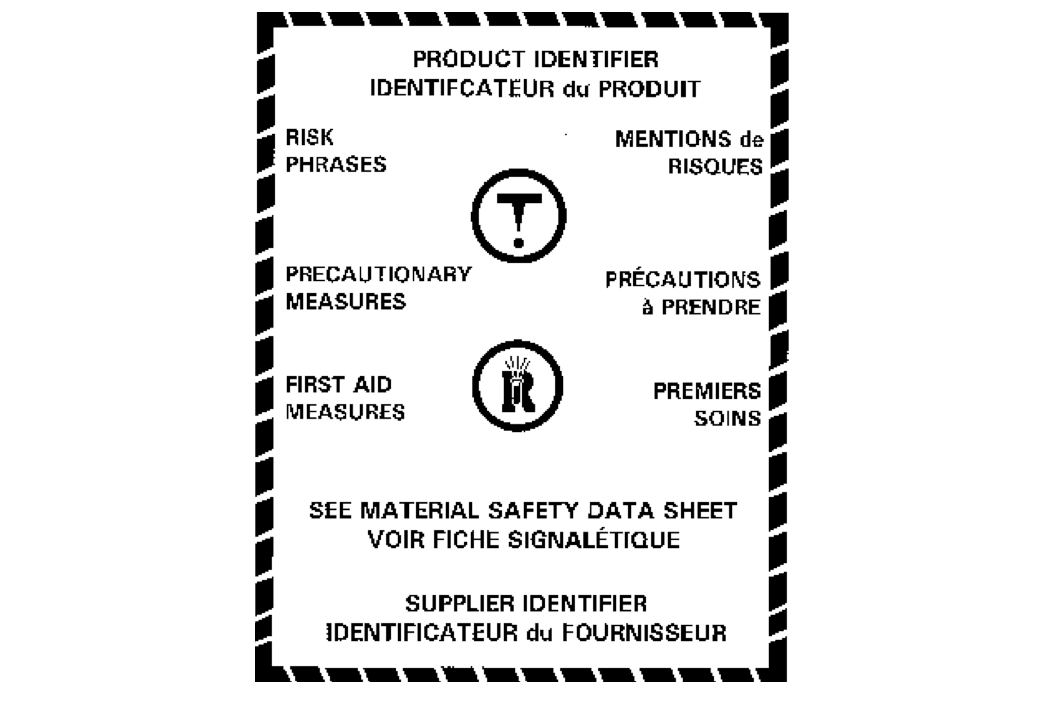 PRODUCT IDENTIFIER
IDENTIFCATEUR du PRODUIT
RISK
PHRASES
MENTIONS de
RISQUES
PRECAUTIONARY
MEASURES
PRÉCAUTIONS
à PRENDRE
FIRST AID
MEASURES
PREMIERS
SOINS
SEE MATERIAL SAFETY DATA SHEET
VOIR FICHE SIGNALÉTIQUE
SUPPLIER IDENTIFIER
IDENTIFICATEUR du FOURNISSEUR